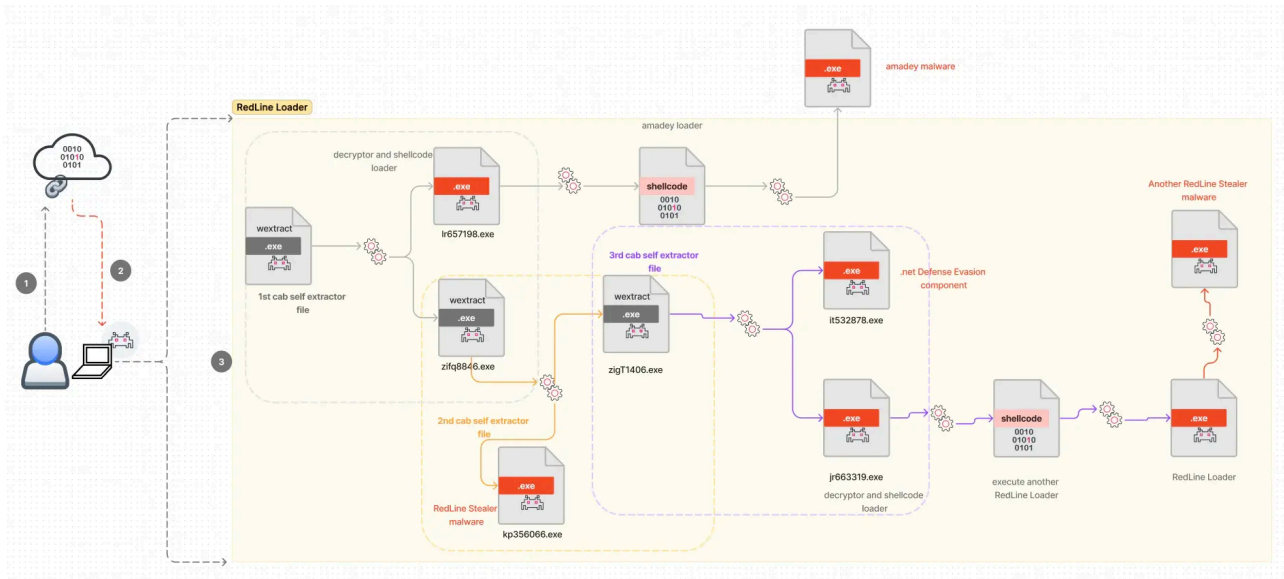 .exe
amadey malware
RedLine Loader
amadey loader
0010
01010
0101
decryptor and shellcode
loader
.exe
lr657198.exe
shellcode
0010
01010
0101
Another RedLine Stealer
malware
.exe
wextract
.exe
1st cab self extractor
file
3rd cab self extractor
file
.exe
.net Defense Evasion
component
it532878.exe
1
2
3
wextract
.exe
zifq8846.exe
wextract
.exe
zigT1406.exe
2nd cab self extractor
file
.exe
RedLine Stealer
malware
kp356066.exe
.exe
jr663319.exe
decryptor and shellcode
loader
shellcode
0010
01010
0101
execute another
RedLine Loader
.exe
RedLine Loader